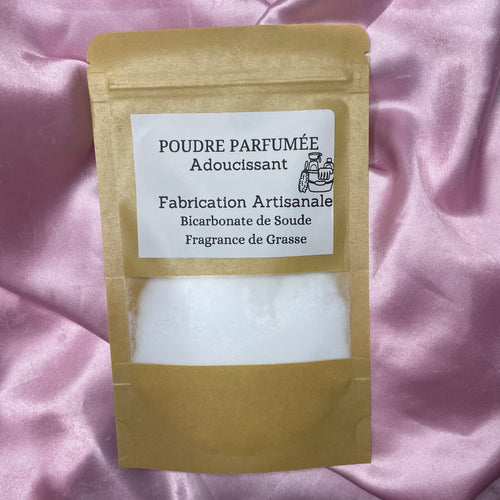 POUDRE PARFUMÉE
Adoucissant
Fabrication Artisanale
Bicarbonate de Soude
Fragrance de Grasse